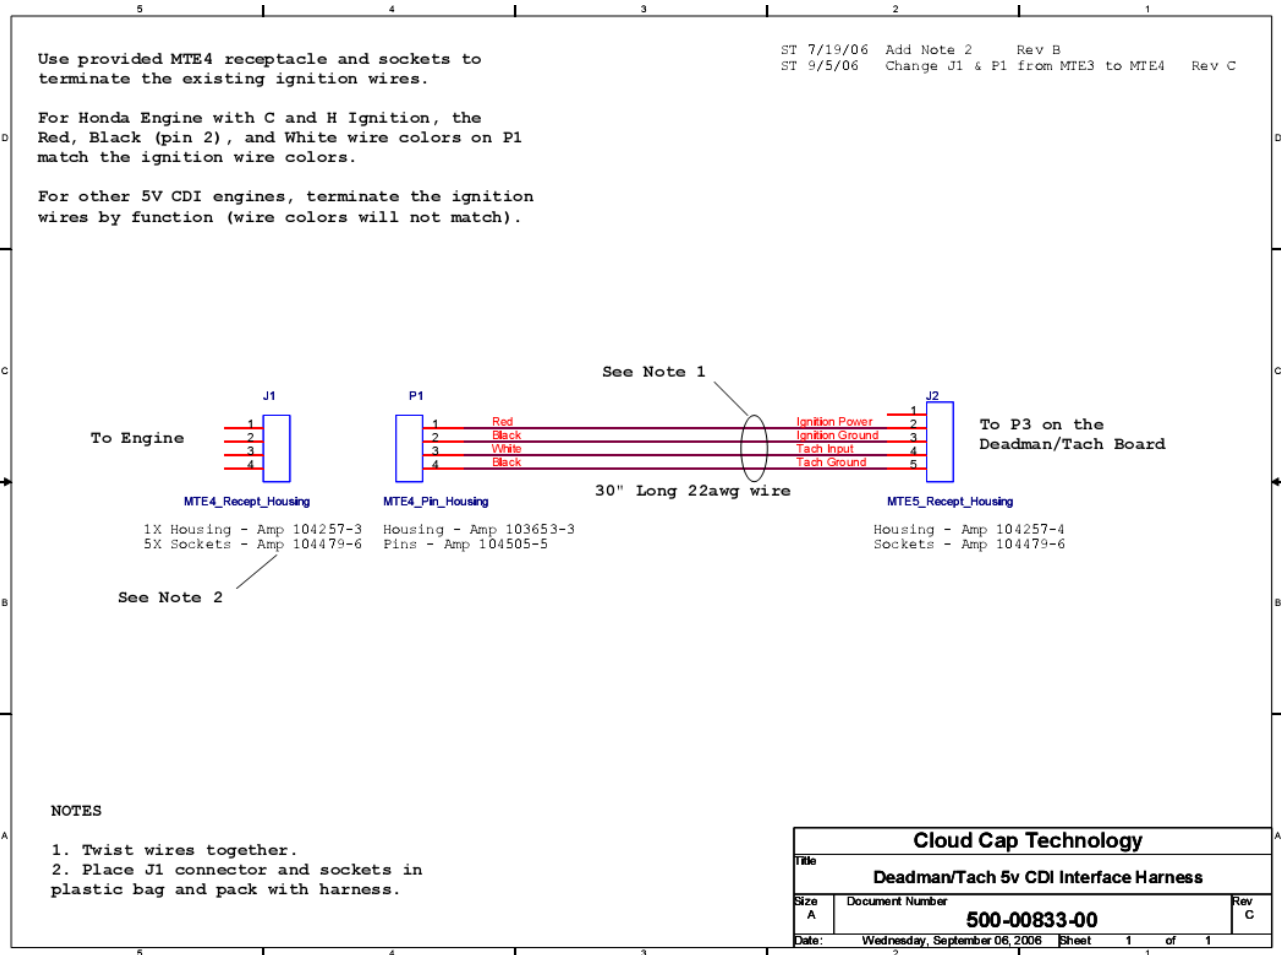 5 4 3 2 1
Use provided MTE4 receptacle and sockets to
terminate the existing ignition wires.
For Honda Engine with C and H Ignition, the
Red, Black (pin 2), and White wire colors on P1
match the ignition wire colors.
For other 5V CDI engines, terminate the ignition
wires by function (wire colors will not match).
ST 7/19/06 Add Note 2 Rev B
ST 9/5/06 Change J1 & P1 from MTE3 to MTE4 Rev C
D D
C C
See Note 1
J1
To Engine
1
2
3
4
MTE4_Recept_Housing
1X Housing - Amp 104257-3
5X Sockets - Amp 104479-6
See Note 2
P1
1 Red
2 Black
3 White
4 Black
MTE4_Pin_Housing
Housing - Amp 103653-3
Pins - Amp 104505-5
30" Long 22awg wire
J2
1
Ignition Power 2
Ignition Ground 3
Tach Input 4
Tach Ground 5
To P3 on the
Deadman/Tach Board
MTE5_Recept_Housing
Housing - Amp 104257-4
Sockets - Amp 104479-6
B B
NOTES
1. Twist wires together.
2. Place J1 connector and sockets in
plastic bag and pack with harness.
A A
Cloud Cap Technology
Title
Deadman/Tach 5v CDI Interface Harness
Size Document Number Rev
A 500-00833-00 C
Date: Wednesday, September 06, 2006 Sheet 1 of 1
5 4 3 2 1